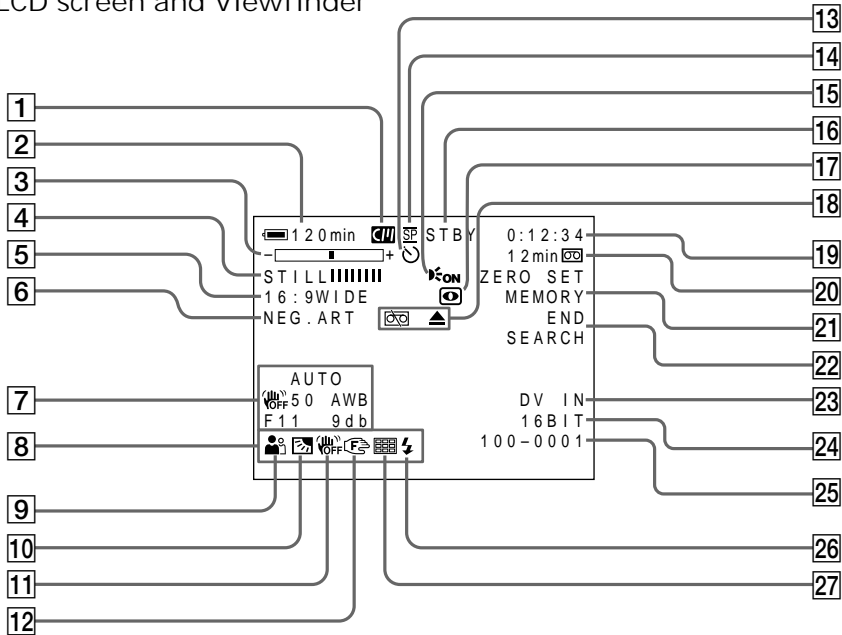 LCD screen and Viewfinder
1
2
3
4
5
6
7
8
9
10
11
12
120min SP STBY 0:12:34
- + 12min
STILL ON ZERO SET
16:9WIDE MEMORY
NEG.ART END
SEARCH
AUTO
OFF 50 AWB DV IN
F11 9db 16BIT
OFF F 100-0001
13
14
15
16
17
18
19
20
21
22
23
24
25
26
27